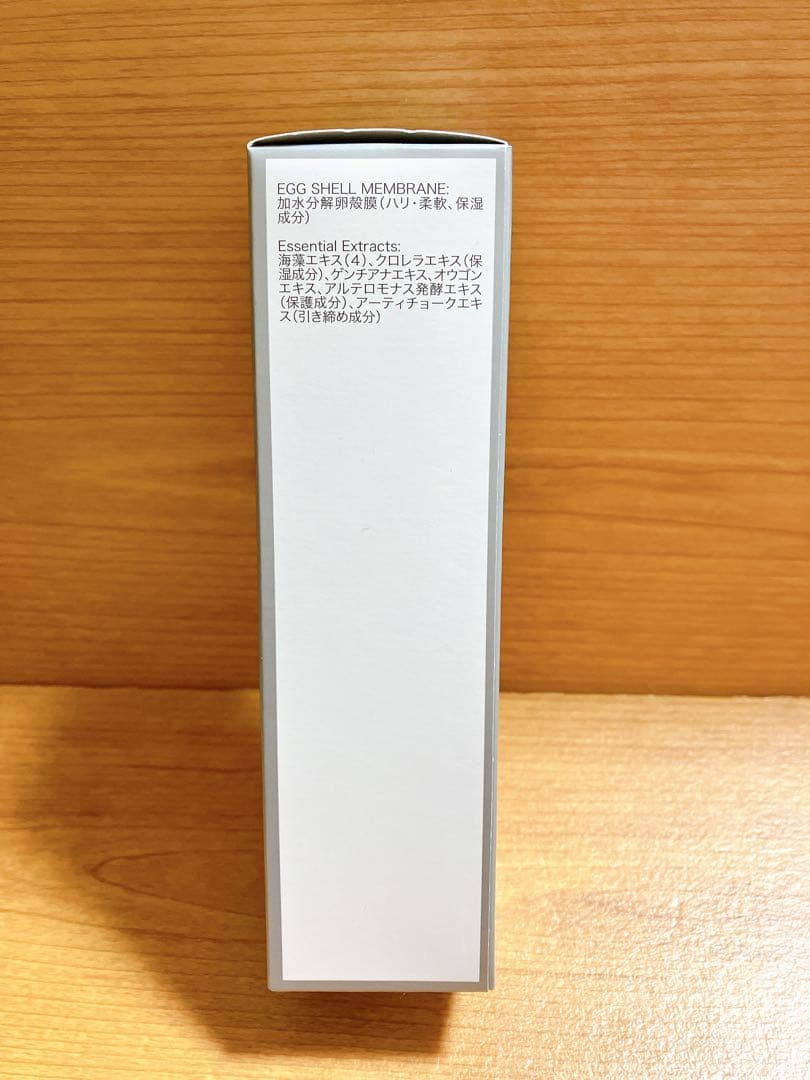 EGG SHELL MEMBRANE:
加水分解卵殻膜(ハリ・柔軟、保湿
成分)
Essential Extracts:
海藻エキス(4)、クロレラエキス(保
湿成分)、ゲンチアナエキス、オウゴン
エキス、アルテロモナス発酵エキス
(保護成分)、アーティチョークエキ
ス(引き締め成分)